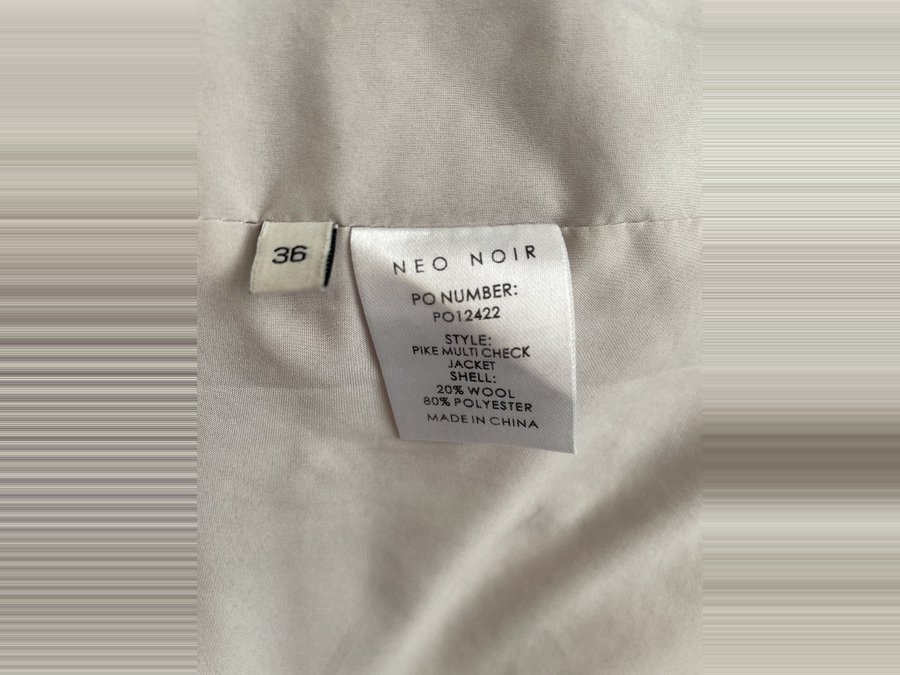 36
NEO NOIR
PO NUMBER:
PO12422
STYLE:
PIKE MULTI CHECK
JACKET
SHELL:
20% WOOL
80% POLYESTER
MADE IN CHINA